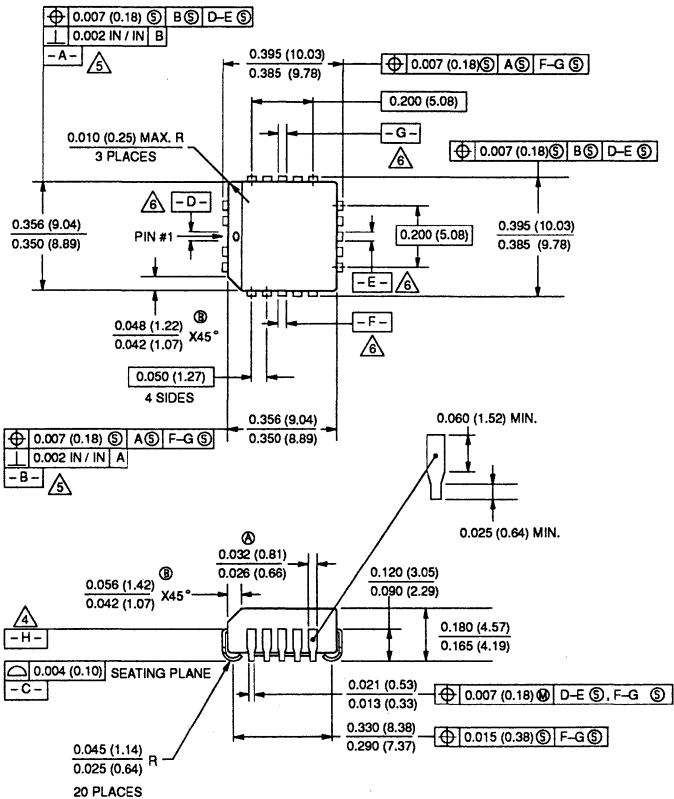 ⌖ 0.007 (0.18) Ⓢ BⓈ D–E Ⓢ
⊥ 0.002 IN / IN B
– A –
5
0.395 (10.03)
0.385 (9.78)
⌖ 0.007 (0.18)Ⓢ AⓈ F–G Ⓢ
0.200 (5.08)
0.010 (0.25) MAX. R
3 PLACES
– G –
6
⌖ 0.007 (0.18)Ⓢ BⓈ D–E Ⓢ
0.356 (9.04)
0.350 (8.89)
6
– D –
PIN #1
0.200 (5.08)
0.395 (10.03)
0.385 (9.78)
– E –
6
0.048 (1.22) Ⓑ
0.042 (1.07) X45°
– F –
6
0.050 (1.27)
4 SIDES
0.356 (9.04)
0.350 (8.89)
⌖ 0.007 (0.18) Ⓢ AⓈ F–G Ⓢ
⊥ 0.002 IN / IN A
– B –
5
0.060 (1.52) MIN.
0.025 (0.64) MIN.
Ⓐ
0.032 (0.81)
0.026 (0.66)
0.056 (1.42) Ⓑ
0.042 (1.07) X45°
0.120 (3.05)
0.090 (2.29)
4
– H –
0.180 (4.57)
0.165 (4.19)
⌓ 0.004 (0.10) SEATING PLANE
– C –
0.021 (0.53)
0.013 (0.33)
⌖ 0.007 (0.18) Ⓜ D–E Ⓢ , F–G Ⓢ
0.330 (8.38)
0.290 (7.37)
⌖ 0.015 (0.38)Ⓢ F–GⓈ
0.045 (1.14)
0.025 (0.64) R
20 PLACES